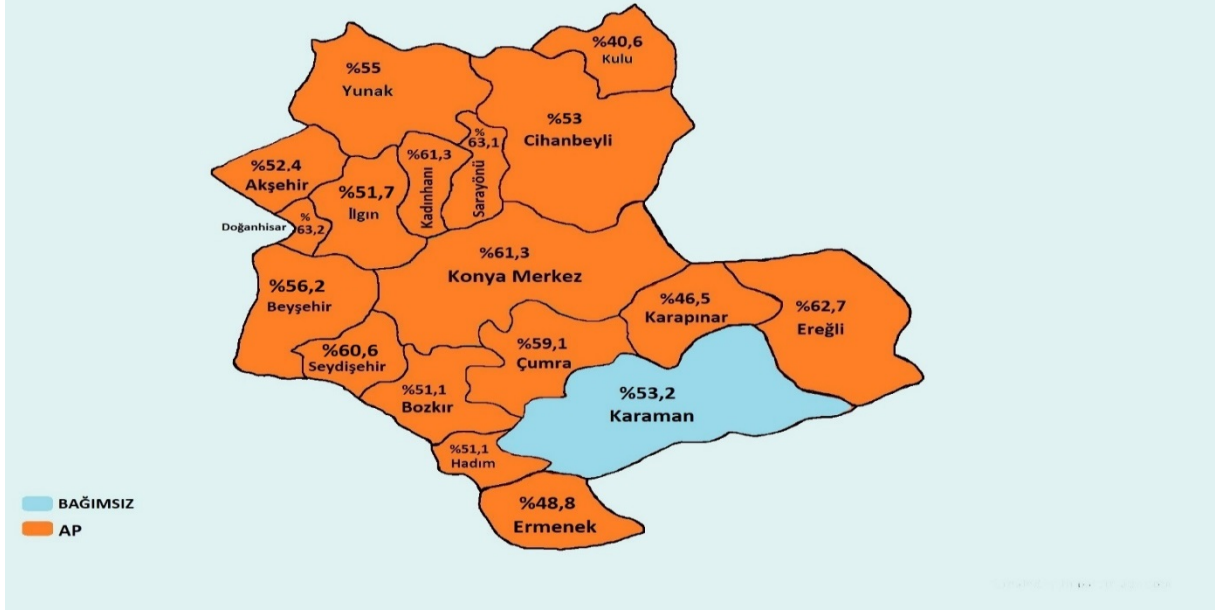 %40,6
Kulu
%55
Yunak
%53
Cihanbeyli
%
63,1
Sarayönü
%61,3
Kadınhanı
%52.4
Akşehir
%51,7
İlgın
Doğanhisar
%
63,2
%61,3
Konya Merkez
%56,2
Beyşehir
%46,5
Karapınar
%62,7
Ereğli
%60,6
Seydişehir
%59,1
Çumra
%51,1
Bozkır
%53,2
Karaman
%51,1
Hadım
%48,8
Ermenek
BAĞIMSIZ
AP